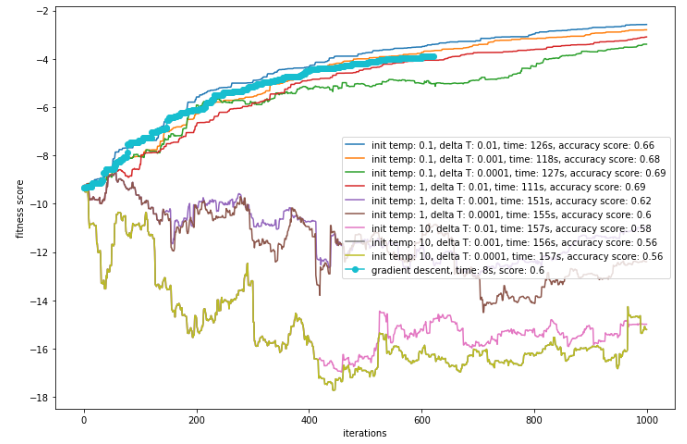 −2
−4
−6
−8
−10
−12
−14
−16
−18
fitness score
init temp: 0.1, delta T: 0.01, time: 126s, accuracy score: 0.66
init temp: 0.1, delta T: 0.001, time: 118s, accuracy score: 0.68
init temp: 0.1, delta T: 0.0001, time: 127s, accuracy score: 0.69
init temp: 1, delta T: 0.01, time: 111s, accuracy score: 0.69
init temp: 1, delta T: 0.001, time: 151s, accuracy score: 0.62
init temp: 1, delta T: 0.0001, time: 155s, accuracy score: 0.6
init temp: 10, delta T: 0.01, time: 157s, accuracy score: 0.58
init temp: 10, delta T: 0.001, time: 156s, accuracy score: 0.56
init temp: 10, delta T: 0.0001, time: 157s, accuracy score: 0.56
gradient descent, time: 8s, score: 0.6
0 200 400 600 800 1000
iterations